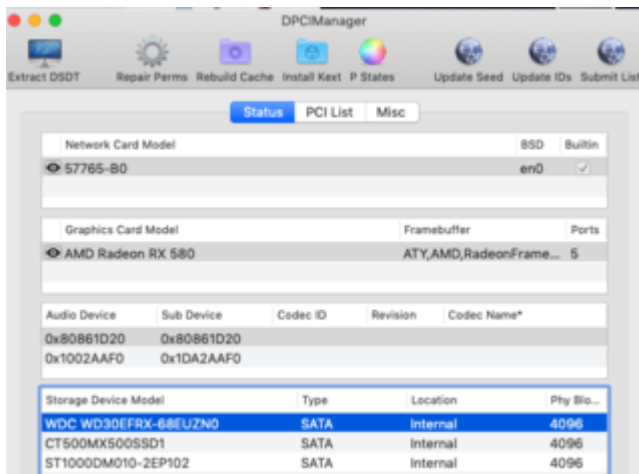 DPCIManager
Extract DSDT Repair Perms Rebuild Cache Install Kext P States Update Seed Update IDs Submit List
Status PCI List Misc
Network Card Model BSD Builtin
57765-B0 en0
Graphics Card Model Framebuffer Ports
AMD Radeon RX 580 ATY,AMD,RadeonFrame... 5
Audio Device Sub Device Codec ID Revision Codec Name*
0x80861D20 0x80861D20
0x1002AAF0 0x1DA2AAF0
Storage Device Model Type Location Phy Blo...
WDC WD30EFRX-68EUZN0 SATA Internal 4096
CT500MX500SSD1 SATA Internal 4096
ST1000DM010-2EP102 SATA Internal 4096